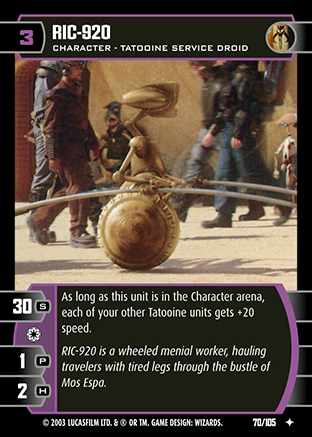 3
RIC-920
CHARACTER - TATOOINE SERVICE DROID
30 S
1 P
2 H
As long as this unit is in the Character arena,
each of your other Tatooine units gets +20
speed.
RIC-920 is a wheeled menial worker, hauling
travelers with tired legs through the bustle of
Mos Espa.
© 2003 LUCASFILM LTD. & ® OR TM. GAME DESIGN: WIZARDS.
70/105